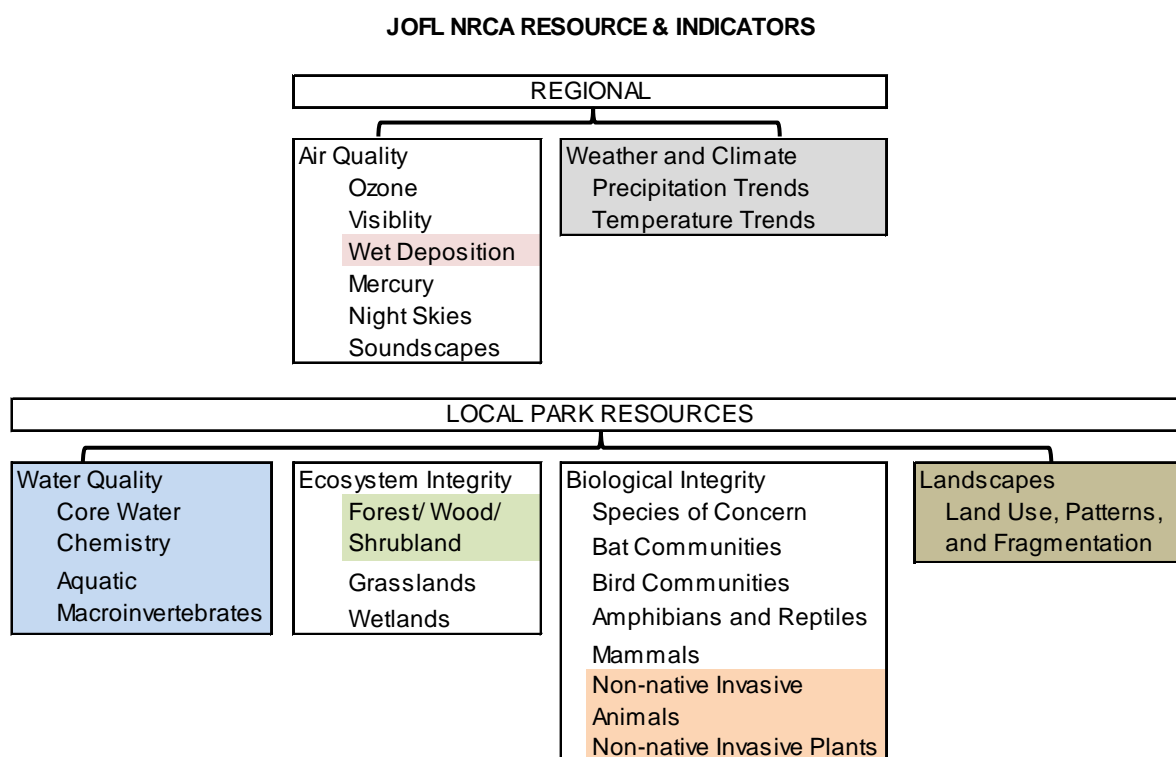 JOFL NRCA RESOURCE & INDICATORS
REGIONAL
Air Quality
Ozone
Visiblity
Wet Deposition
Mercury
Night Skies
Soundscapes
Weather and Climate
Precipitation Trends
Temperature Trends
LOCAL PARK RESOURCES
Water Quality
Core Water
Chemistry
Aquatic
Macroinvertebrates
Ecosystem Integrity
Forest/ Wood/
Shrubland
Grasslands
Wetlands
Biological Integrity
Species of Concern
Bat Communities
Bird Communities
Amphibians and Reptiles
Mammals
Non-native Invasive
Animals
Non-native Invasive Plants
Landscapes
Land Use, Patterns,
and Fragmentation